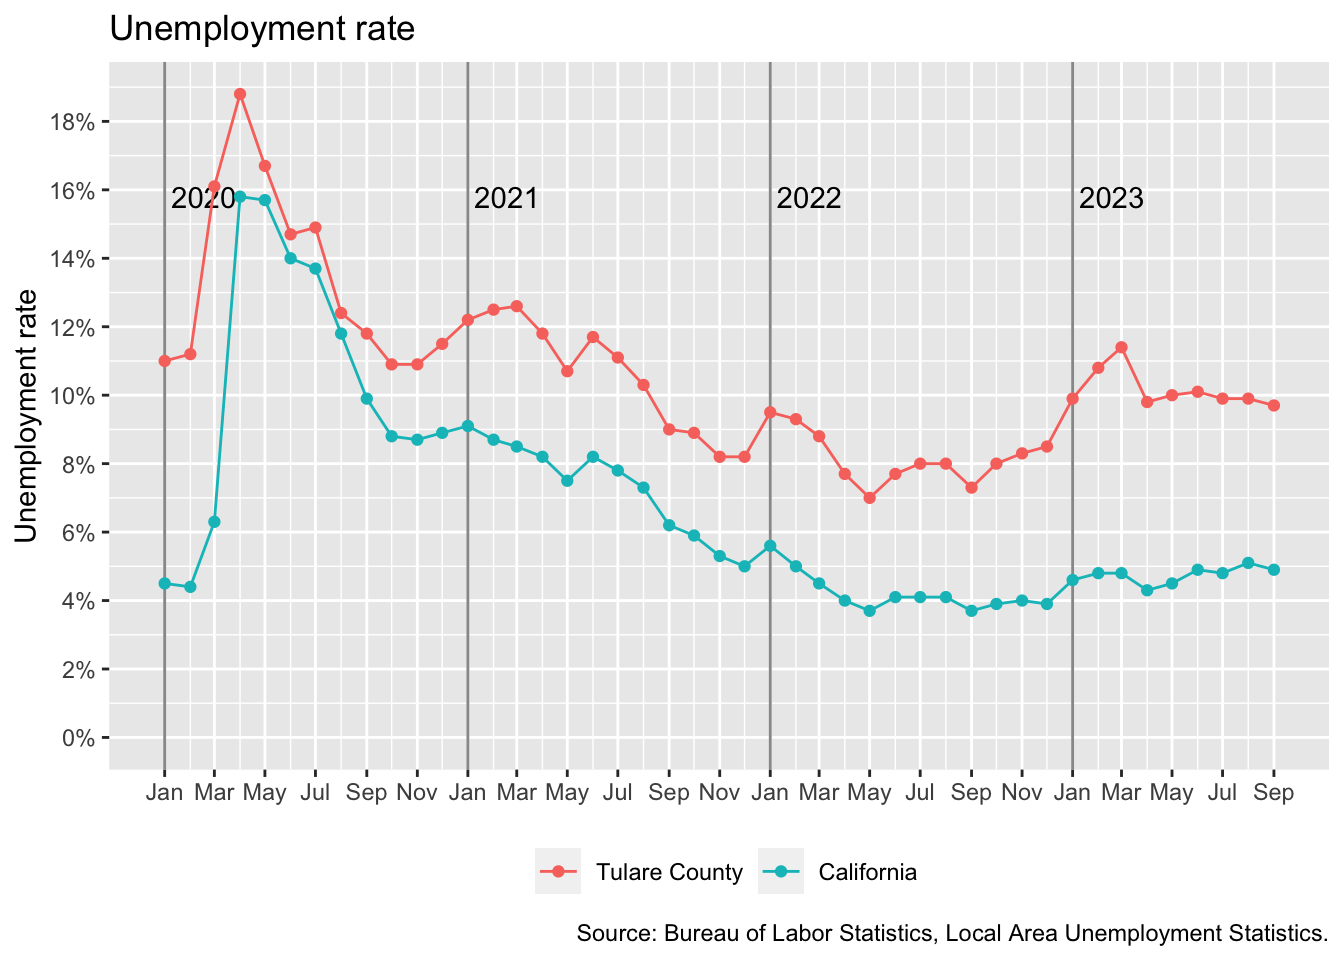 Unemployment rate
Unemployment rate
18%
16%
14%
12%
10%
8%
6%
4%
2%
0%
2020 2021 2022 2023
Jan Mar May Jul Sep Nov Jan Mar May Jul Sep Nov Jan Mar May Jul Sep Nov Jan Mar May Jul Sep
Tulare County California
Source: Bureau of Labor Statistics, Local Area Unemployment Statistics.